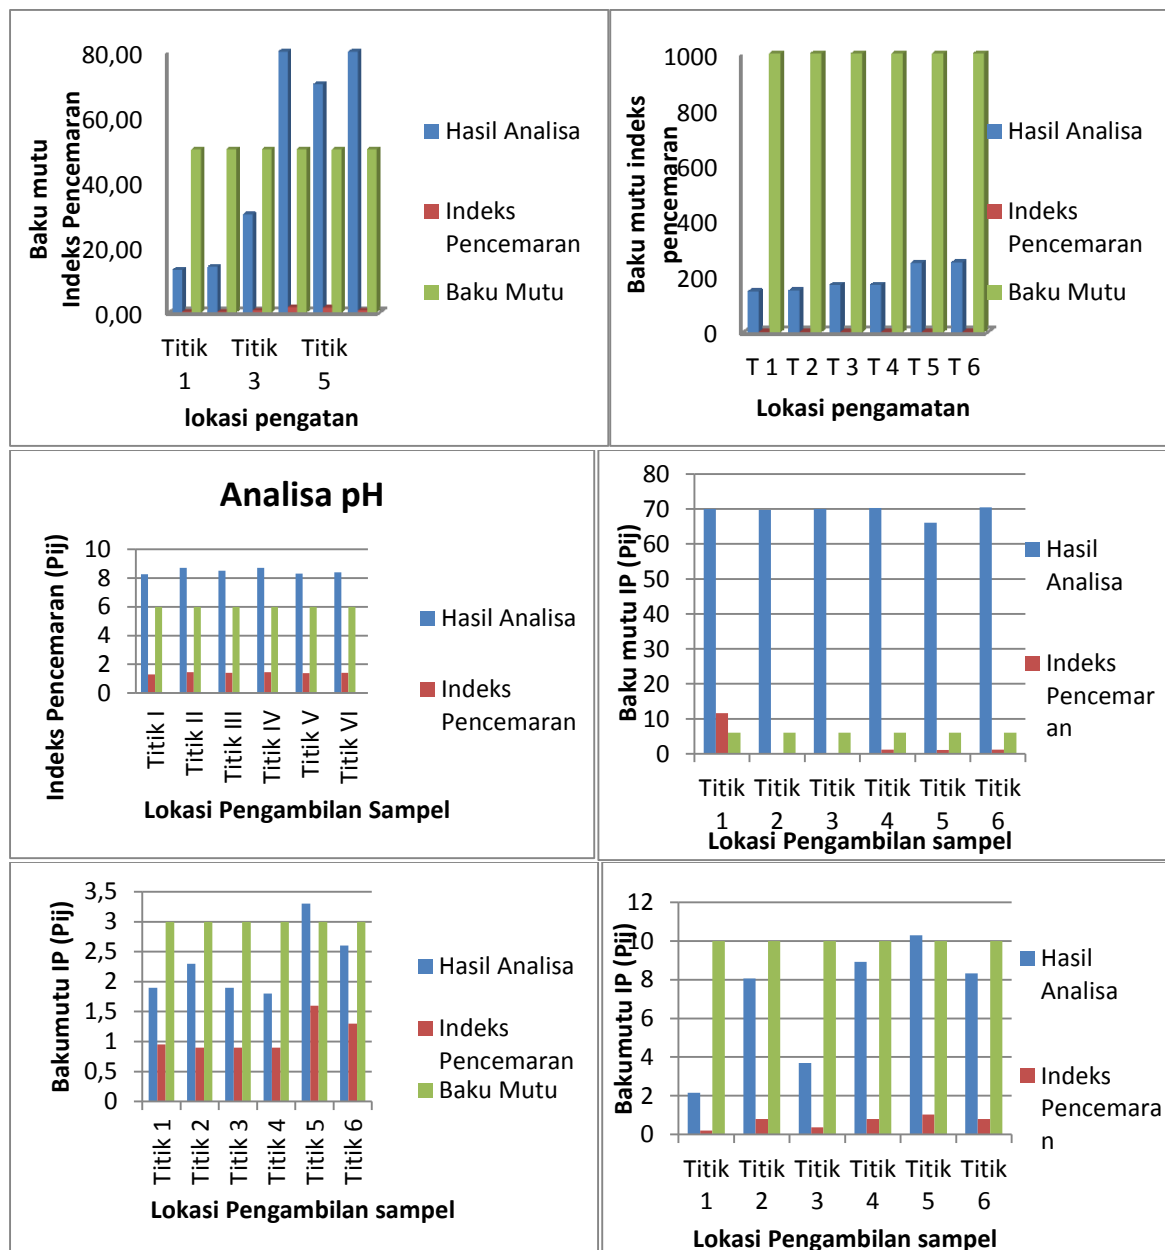 80,00
60,00
40,00
20,00
0,00
Baku mutu
Indeks Pencemaran
Titik
1
Titik
3
Titik
5
lokasi pengatan
Hasil Analisa
Indeks
Pencemaran
Baku Mutu
1000
800
600
400
200
0
Baku mutu indeks
pencemaran
T 1 T 2 T 3 T 4 T 5 T 6
Lokasi pengamatan
Hasil Analisa
Indeks
Pencemaran
Baku Mutu
Analisa pH
10
8
6
4
2
0
Indeks Pencemaran (Pij)
Titik I
Titik II
Titik III
Titik IV
Titik V
Titik VI
Lokasi Pengambilan Sampel
Hasil Analisa
Indeks
Pencemaran
80
70
60
50
40
30
20
10
0
Baku mutu IP (Pij)
Titik
1
Titik
2
Titik
3
Titik
4
Titik
5
Titik
6
Lokasi Pengambilan sampel
Hasil
Analisa
Indeks
Pencemar
an
3,5
3
2,5
2
1,5
1
0,5
0
Bakumutu IP (Pij)
Titik 1
Titik 2
Titik 3
Titik 4
Titik 5
Titik 6
Lokasi Pengambilan sampel
Hasil Analisa
Indeks
Pencemaran
Baku Mutu
12
10
8
6
4
2
0
Bakumutu IP (Pij)
Titik
1
Titik
2
Titik
3
Titik
4
Titik
5
Titik
6
Lokasi Pengambilan sampel
Hasil
Analisa
Indeks
Pencemara
n